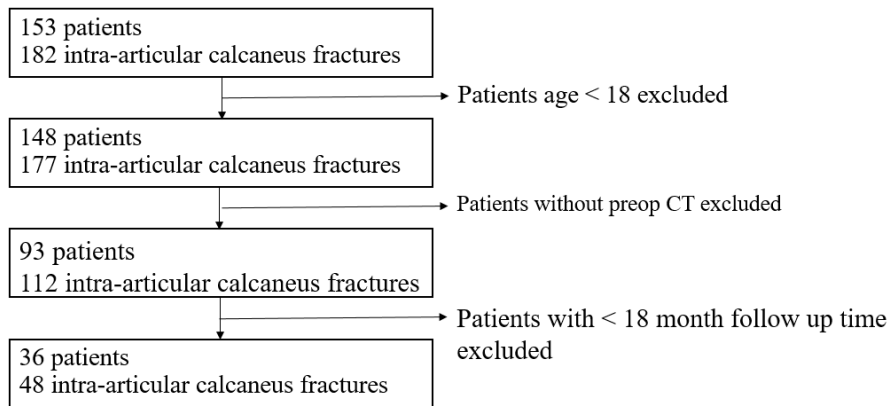 153 patients
182 intra-articular calcaneus fractures
Patients age < 18 excluded
148 patients
177 intra-articular calcaneus fractures
Patients without preop CT excluded
93 patients
112 intra-articular calcaneus fractures
Patients with < 18 month follow up time
excluded
36 patients
48 intra-articular calcaneus fractures